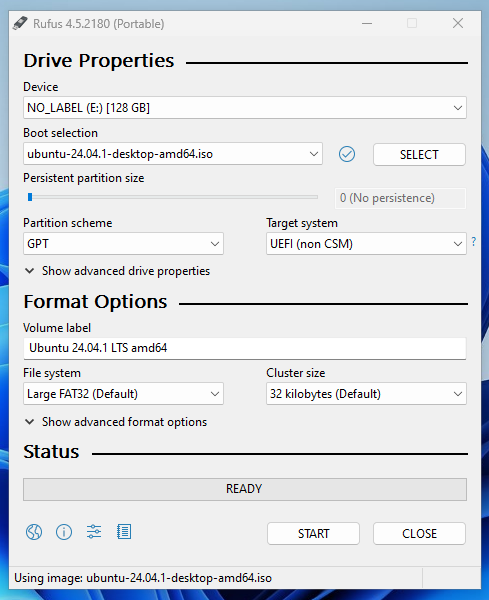 Rufus 4.5.2180 (Portable)
Drive Properties
Device
NO_LABEL (E:) [128 GB]
Boot selection
ubuntu-24.04.1-desktop-amd64.iso
SELECT
Persistent partition size
0 (No persistence)
Partition scheme
Target system
GPT
UEFI (non CSM)
?
Show advanced drive properties
Format Options
Volume label
Ubuntu 24.04.1 LTS amd64
File system
Cluster size
Large FAT32 (Default)
32 kilobytes (Default)
Show advanced format options
Status
READY
START
CLOSE
Using image: ubuntu-24.04.1-desktop-amd64.iso